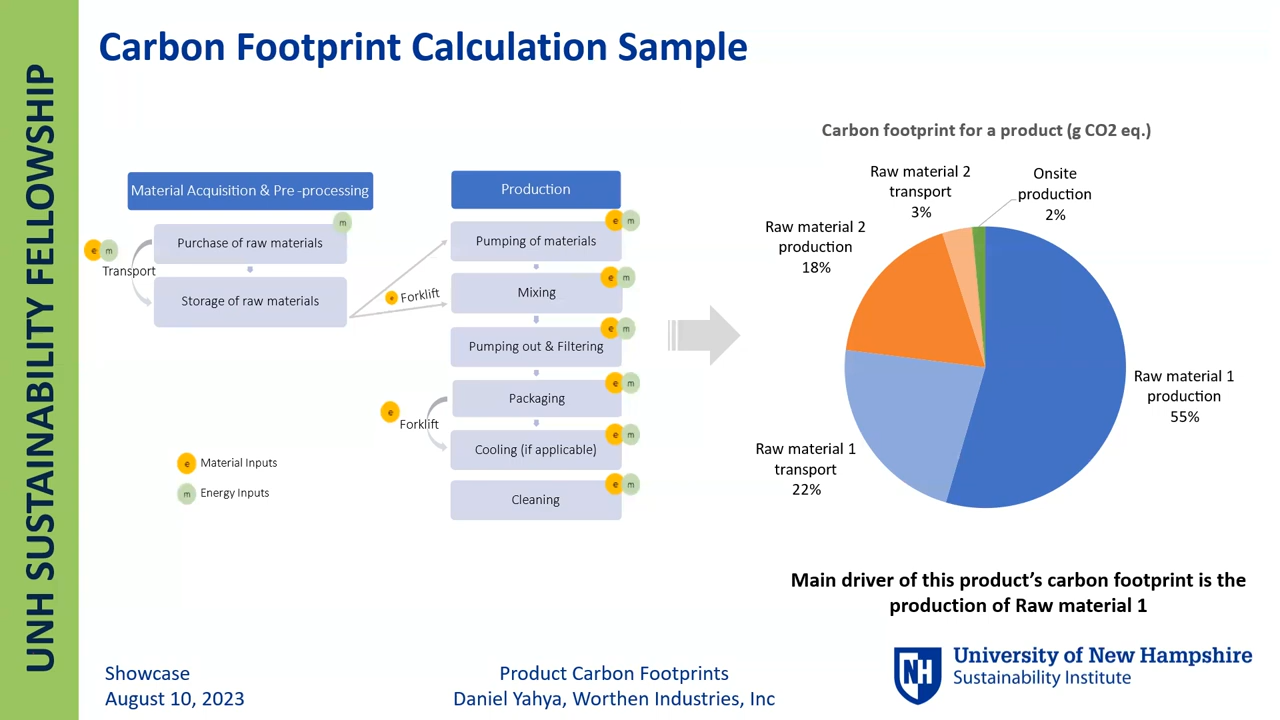 UNH SUSTAINABILITY FELLOWSHIP
Carbon Footprint Calculation Sample
Material Acquisition & Pre-processing
m
Purchase of raw materials
e m
Transport
Storage of raw materials
e Forklift
Production
e m
Pumping of materials
e m
Mixing
e m
Pumping out & Filtering
e m
Packaging
e
Forklift
e m
Cooling (if applicable)
e m
Cleaning
e Material Inputs
m Energy Inputs
Carbon footprint for a product (g CO2 eq.)
Raw material 2
transport
3%
Onsite
production
2%
Raw material 2
production
18%
Raw material 1
production
55%
Raw material 1
transport
22%
Main driver of this product’s carbon footprint is the
production of Raw material 1
Showcase
August 10, 2023
Product Carbon Footprints
Daniel Yahya, Worthen Industries, Inc
NH
University of New Hampshire
Sustainability Institute